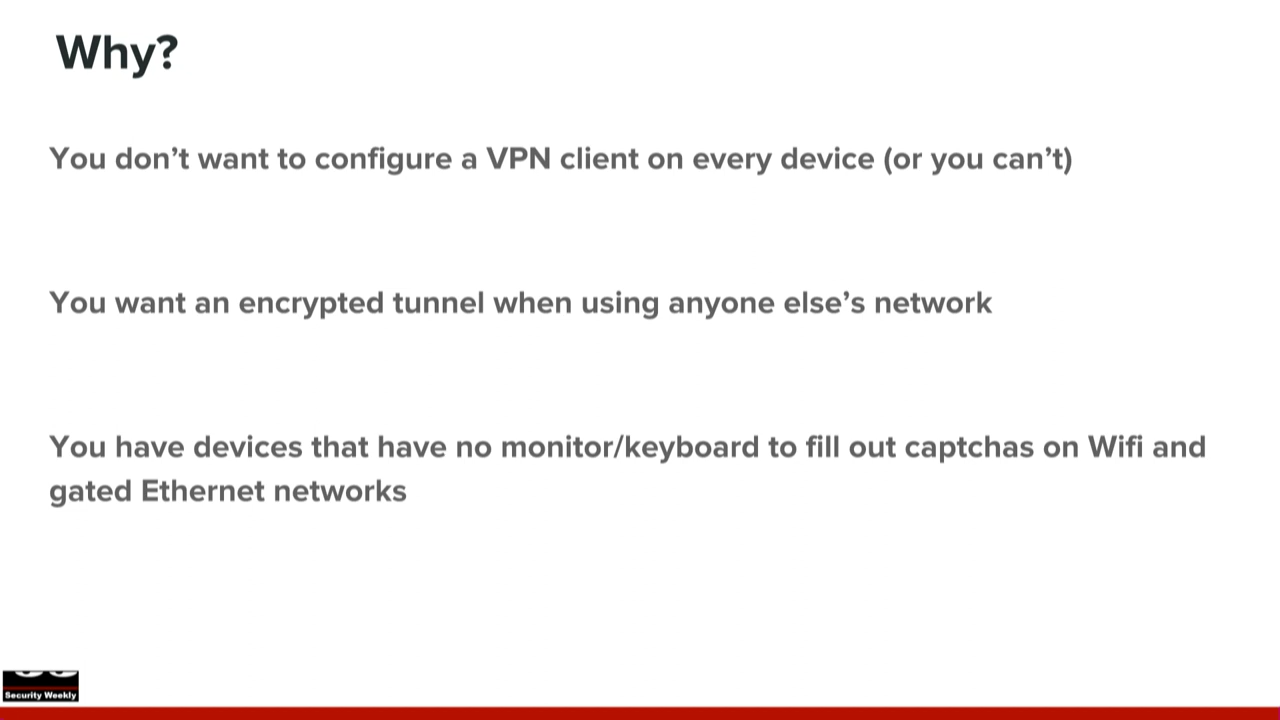 Why?
You don’t want to configure a VPN client on every device (or you can’t)
You want an encrypted tunnel when using anyone else’s network
You have devices that have no monitor/keyboard to fill out captchas on Wifi and
gated Ethernet networks
Security Weekly